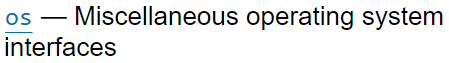 os — Miscellaneous operating system
interfaces